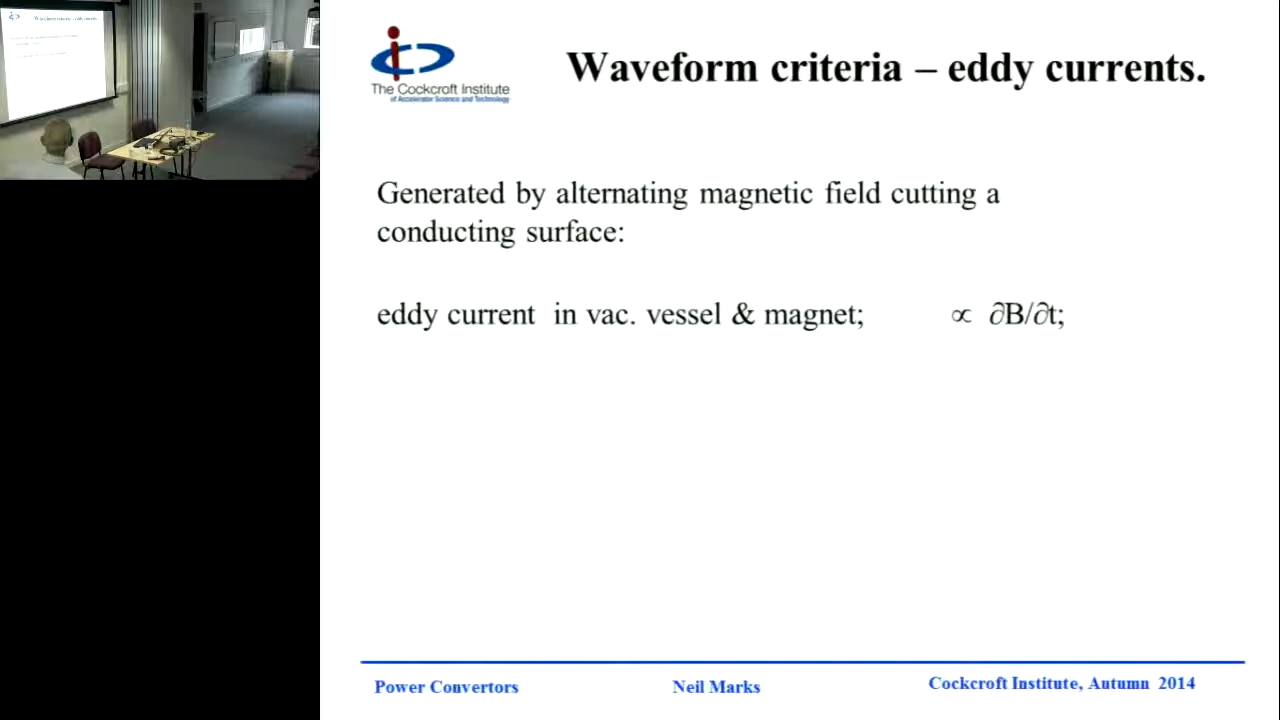 The Cockcroft Institute
of Accelerator Science and Technology
Waveform criteria – eddy currents.
Generated by alternating magnetic field cutting a
conducting surface:
eddy current in vac. vessel & magnet; ∝ ∂B/∂t;
Power Convertors
Neil Marks
Cockcroft Institute, Autumn 2014